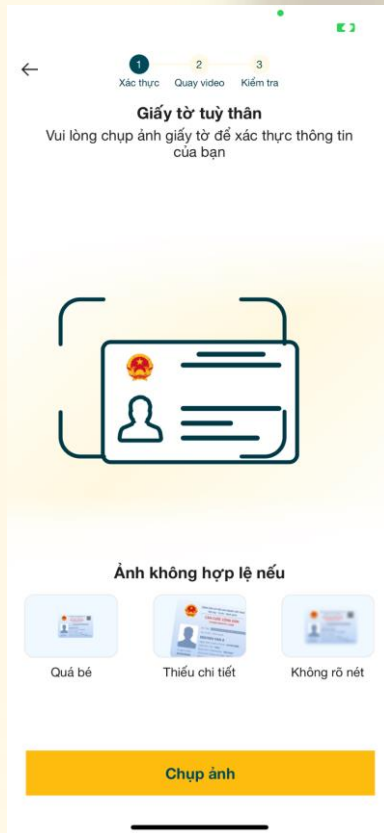 1 2 3
Xác thực Quay video Kiểm tra
Giấy tờ tuỳ thân
Vui lòng chụp ảnh giấy tờ để xác thực thông tin
của bạn
Ảnh không hợp lệ nếu
Quá bé Thiếu chi tiết Không rõ nét
Chụp ảnh